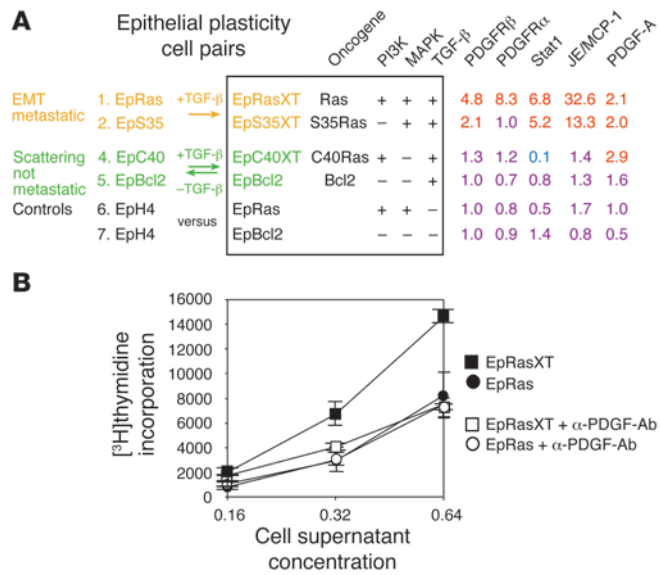 A
Epithelial plasticity
cell pairs
Oncogene
PI3K
MAPK
TGF-β
PDGFRβ
PDGFRα
Stat1
JE/MCP-1
PDGF-A
EMT metastatic 1. EpRas +TGF-β EpRasXT Ras + + + 4.8 8.3 6.8 32.6 2.1
2. EpS35 EpS35XT S35Ras − + + 2.1 1.0 5.2 13.3 2.0
Scattering not metastatic 4. EpC40 +TGF-β EpC40XT C40Ras + − + 1.3 1.2 0.1 1.4 2.9
5. EpBcl2 −TGF-β EpBcl2 Bcl2 + 1.0 0.7 0.8 1.3 1.6
Controls 6. EpH4 versus EpRas + + − 1.0 0.8 0.5 1.7 1.0
7. EpH4 EpBcl2 − − − 1.0 0.9 1.4 0.8 0.5
B
[³H]thymidine
incorporation
16000
14000
12000
10000
8000
6000
4000
2000
0
0.16 0.32 0.64
Cell supernatant
concentration
EpRasXT
EpRas
EpRasXT + α-PDGF-Ab
EpRas + α-PDGF-Ab